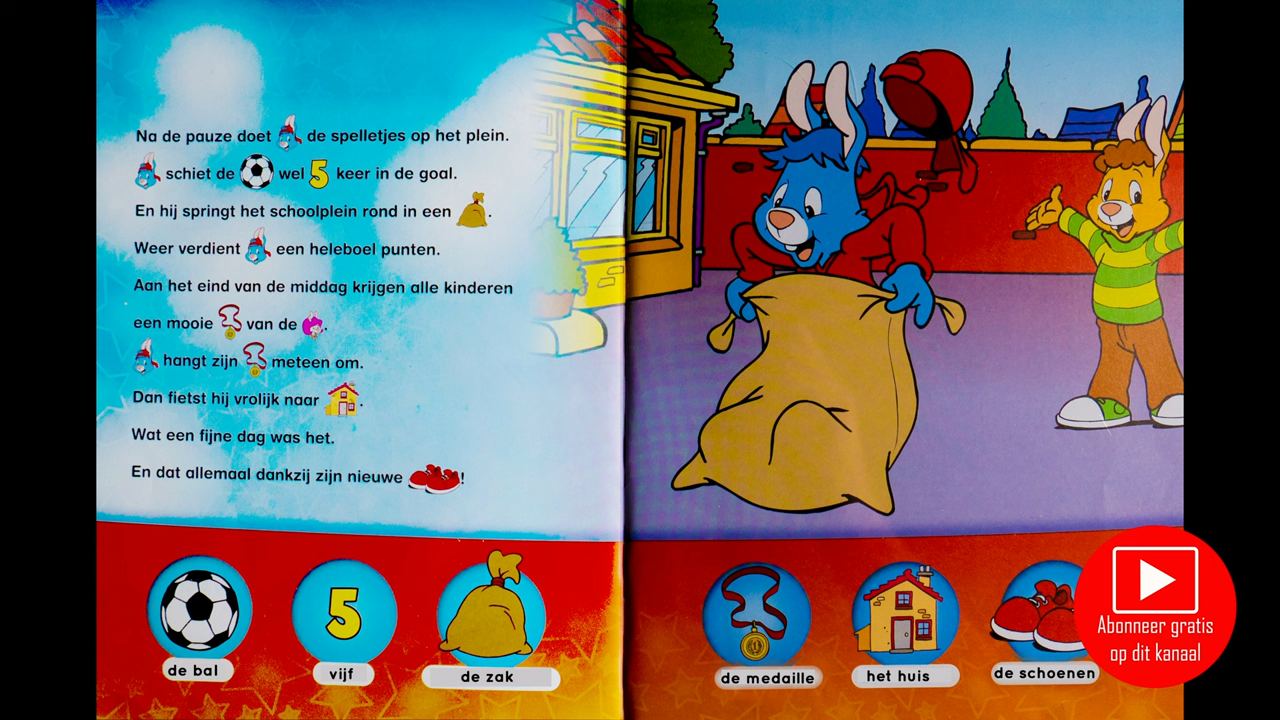 Na de pauze doet de spelletjes op het plein.
schiet de wel 5 keer in de goal.
En hij springt het schoolplein rond in een .
Weer verdient een heleboel punten.
Aan het eind van de middag krijgen alle kinderen
een mooie van de .
hangt zijn meteen om.
Dan fietst hij vrolijk naar .
Wat een fijne dag was het.
En dat allemaal dankzij zijn nieuwe !
5
de bal
vijf
de zak
de medaille
het huis
de schoenen
Abonneer gratis
op dit kanaal